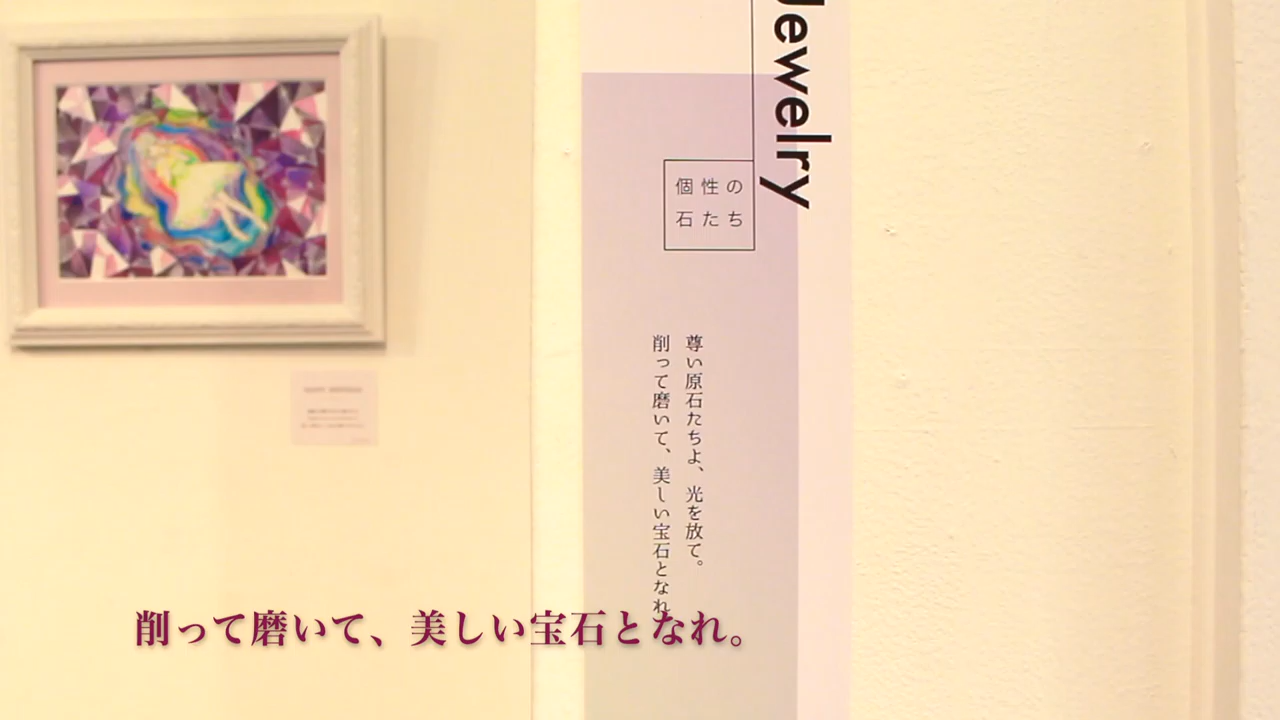 Jewelry
個性の
石たち
尊い原石たちよ、光を放て。
削って磨いて、美しい宝石となれ
削って磨いて、美しい宝石となれ。